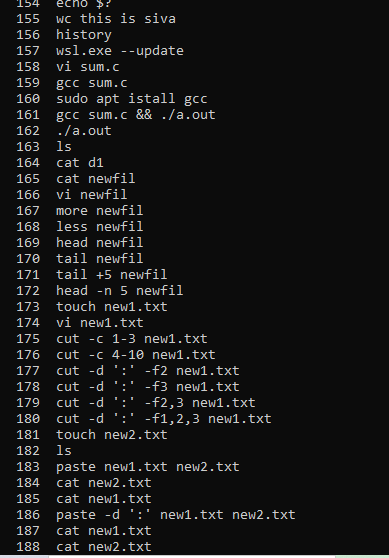 154 echo $?
155 wc this is siva
156 history
157 wsl.exe --update
158 vi sum.c
159 gcc sum.c
160 sudo apt istall gcc
161 gcc sum.c && ./a.out
162 ./a.out
163 ls
164 cat d1
165 cat newfil
166 vi newfil
167 more newfil
168 less newfil
169 head newfil
170 tail newfil
171 tail +5 newfil
172 head -n 5 newfil
173 touch new1.txt
174 vi new1.txt
175 cut -c 1-3 new1.txt
176 cut -c 4-10 new1.txt
177 cut -d ':' -f2 new1.txt
178 cut -d ':' -f3 new1.txt
179 cut -d ':' -f2,3 new1.txt
180 cut -d ':' -f1,2,3 new1.txt
181 touch new2.txt
182 ls
183 paste new1.txt new2.txt
184 cat new2.txt
185 cat new1.txt
186 paste -d ':' new1.txt new2.txt
187 cat new1.txt
188 cat new2.txt